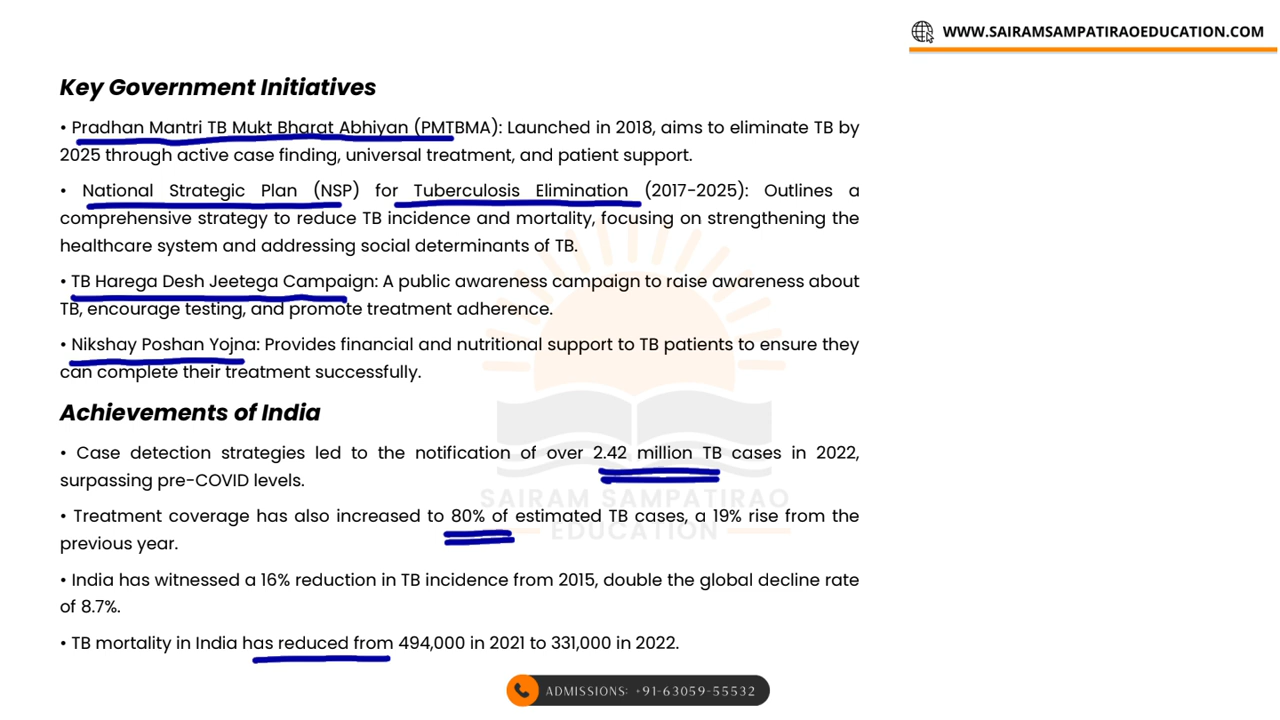 WWW.SAIRAMSAMPATIRAOEDUCATION.COM
Key Government Initiatives
• Pradhan Mantri TB Mukt Bharat Abhiyan (PMTBMA): Launched in 2018, aims to eliminate TB by
2025 through active case finding, universal treatment, and patient support.
• National Strategic Plan (NSP) for Tuberculosis Elimination (2017-2025): Outlines a
comprehensive strategy to reduce TB incidence and mortality, focusing on strengthening the
healthcare system and addressing social determinants of TB.
• TB Harega Desh Jeetega Campaign: A public awareness campaign to raise awareness about
TB, encourage testing, and promote treatment adherence.
• Nikshay Poshan Yojna: Provides financial and nutritional support to TB patients to ensure they
can complete their treatment successfully.
Achievements of India
• Case detection strategies led to the notification of over 2.42 million TB cases in 2022,
surpassing pre-COVID levels.
SAIRAM SAMPATIRAO
• Treatment coverage has also increased to 80% of estimated TB cases, a 19% rise from the
EDUCATION
previous year.
• India has witnessed a 16% reduction in TB incidence from 2015, double the global decline rate
of 8.7%.
• TB mortality in India has reduced from 494,000 in 2021 to 331,000 in 2022.
ADMISSIONS: +91-63059-55532